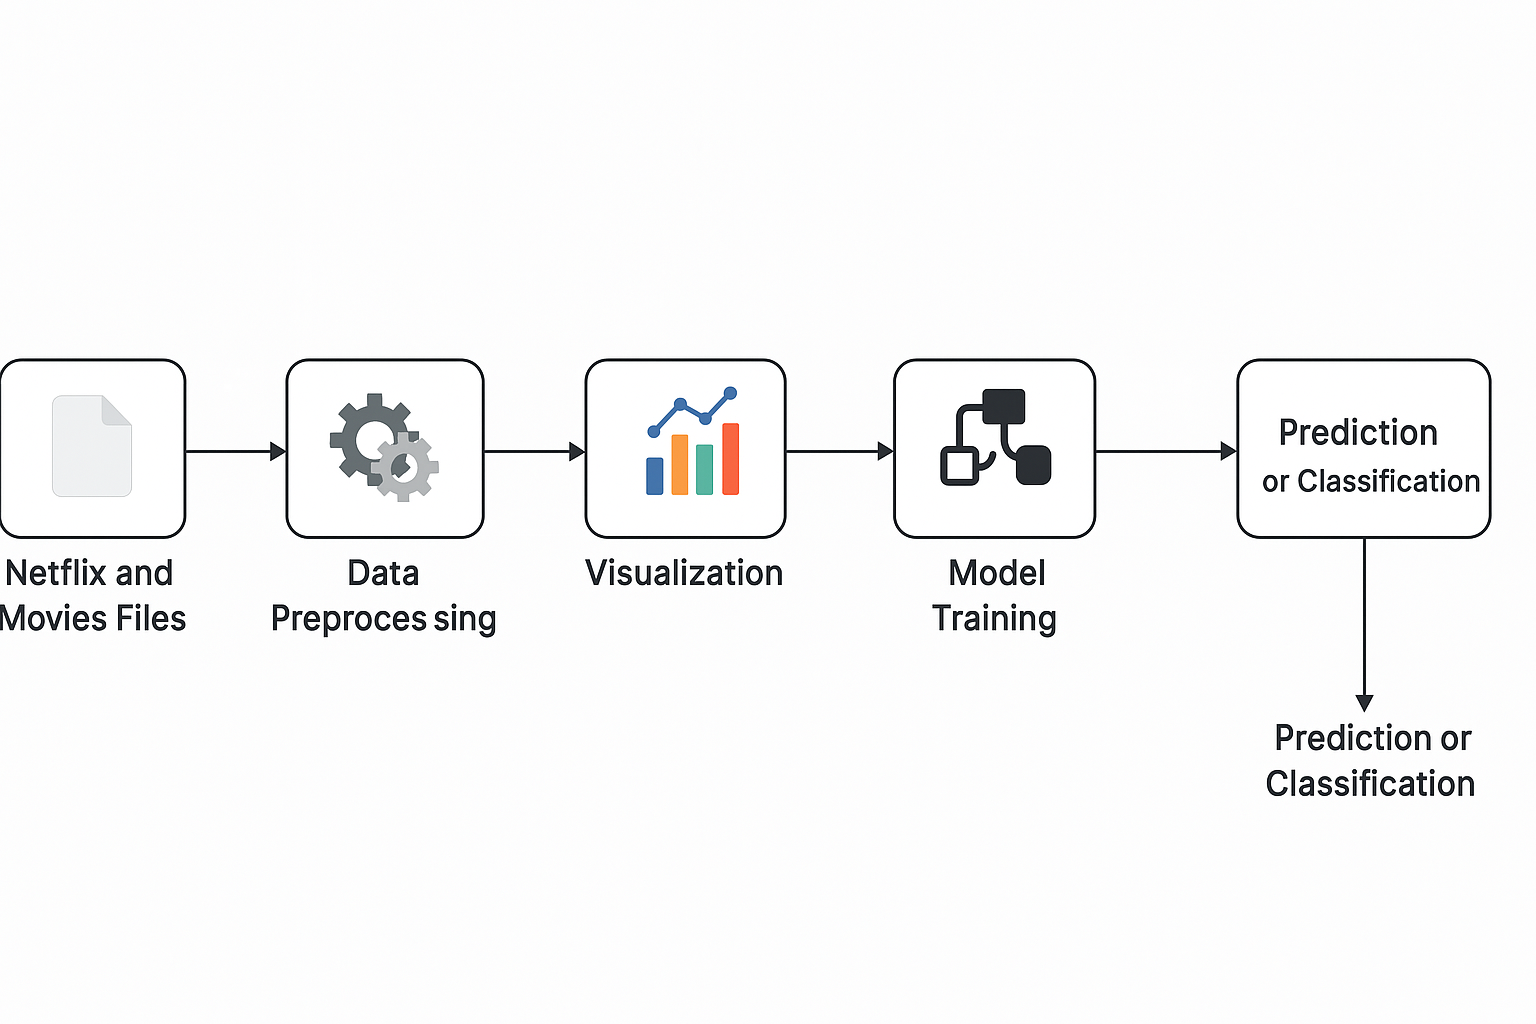 Netflix and
Movies Files
Data
Preproces sing
Visualization
Model
Training
Prediction
or Classification
Prediction or
Classification